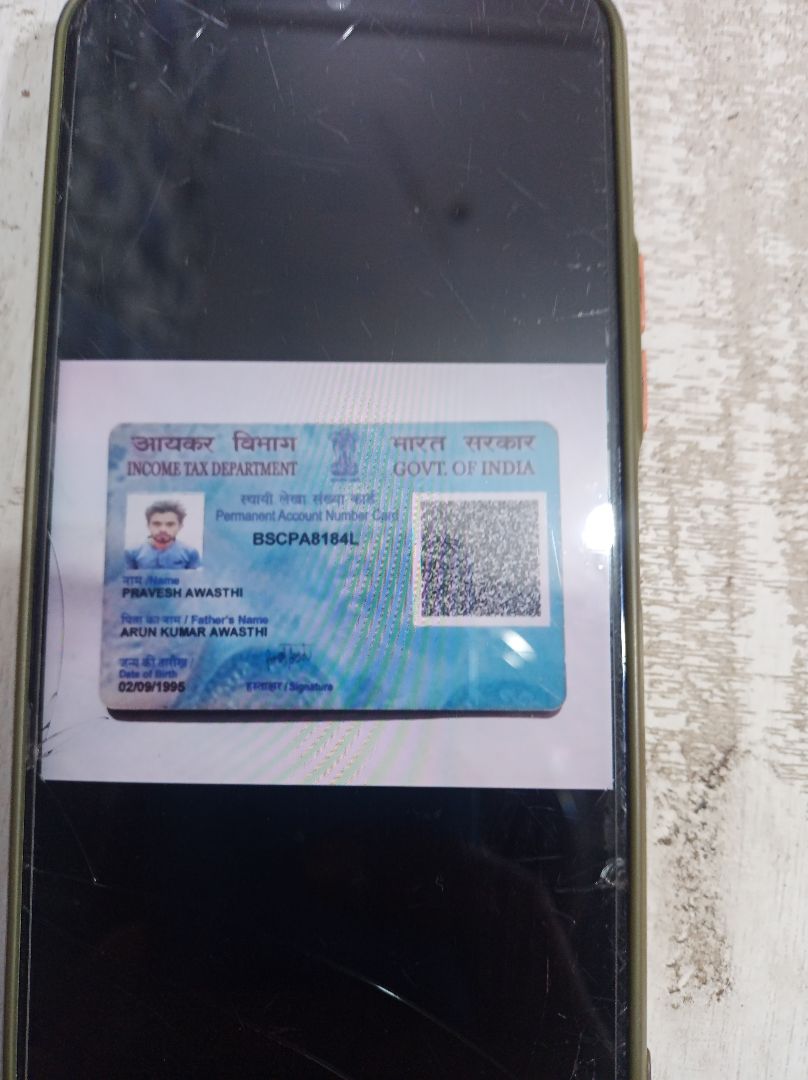 आयकर विभाग
INCOME TAX DEPARTMENT
भारत सरकार
GOVT. OF INDIA
स्थायी लेखा संख्या कार्ड
Permanent Account Number Card
BSCPA8184L
नाम / Name
PRAVESH AWASTHI
पिता का नाम / Father's Name
ARUN KUMAR AWASTHI
जन्म की तारीख /
Date of Birth
02/09/1995
हस्ताक्षर / Signature